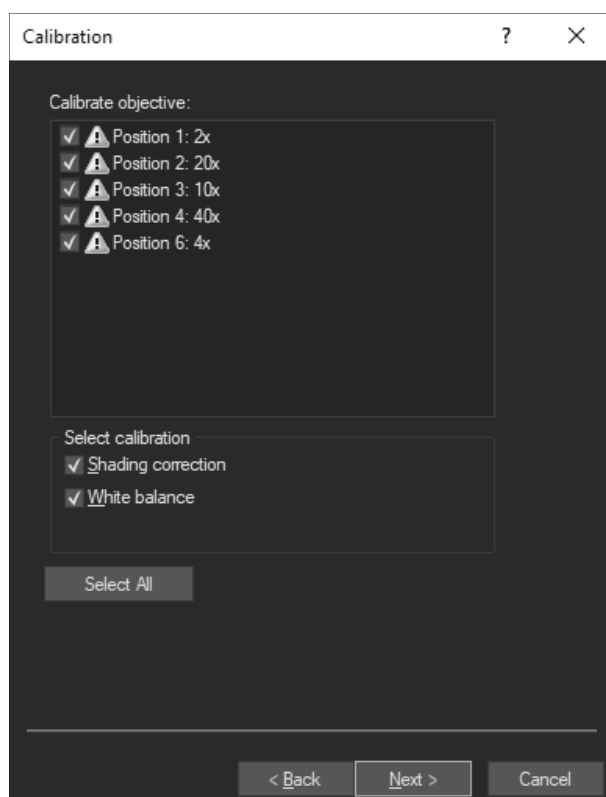 Calibration
?
Calibrate objective:
Position 1: 2x
Position 2: 20x
Position 3: 10x
Position 4: 40x
Position 6: 4x
Select calibration
Shading correction
White balance
Select All
< Back Next > Cancel